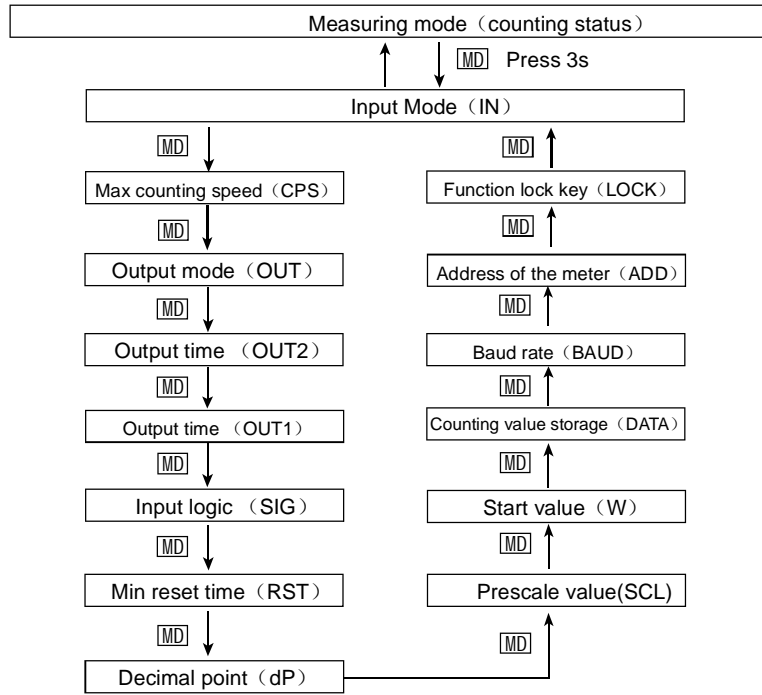 Measuring mode（counting status）
MD Press 3s
Input Mode（IN）
MD
Max counting speed（CPS）
MD
Output mode（OUT）
MD
Output time （OUT2）
MD
Output time （OUT1）
MD
Input logic（SIG）
MD
Min reset time（RST）
MD
Decimal point（dP）
MD
Prescale value(SCL)
MD
Start value（W）
MD
Counting value storage（DATA）
MD
Baud rate（BAUD）
MD
Address of the meter（ADD）
MD
Function lock key（LOCK）
MD